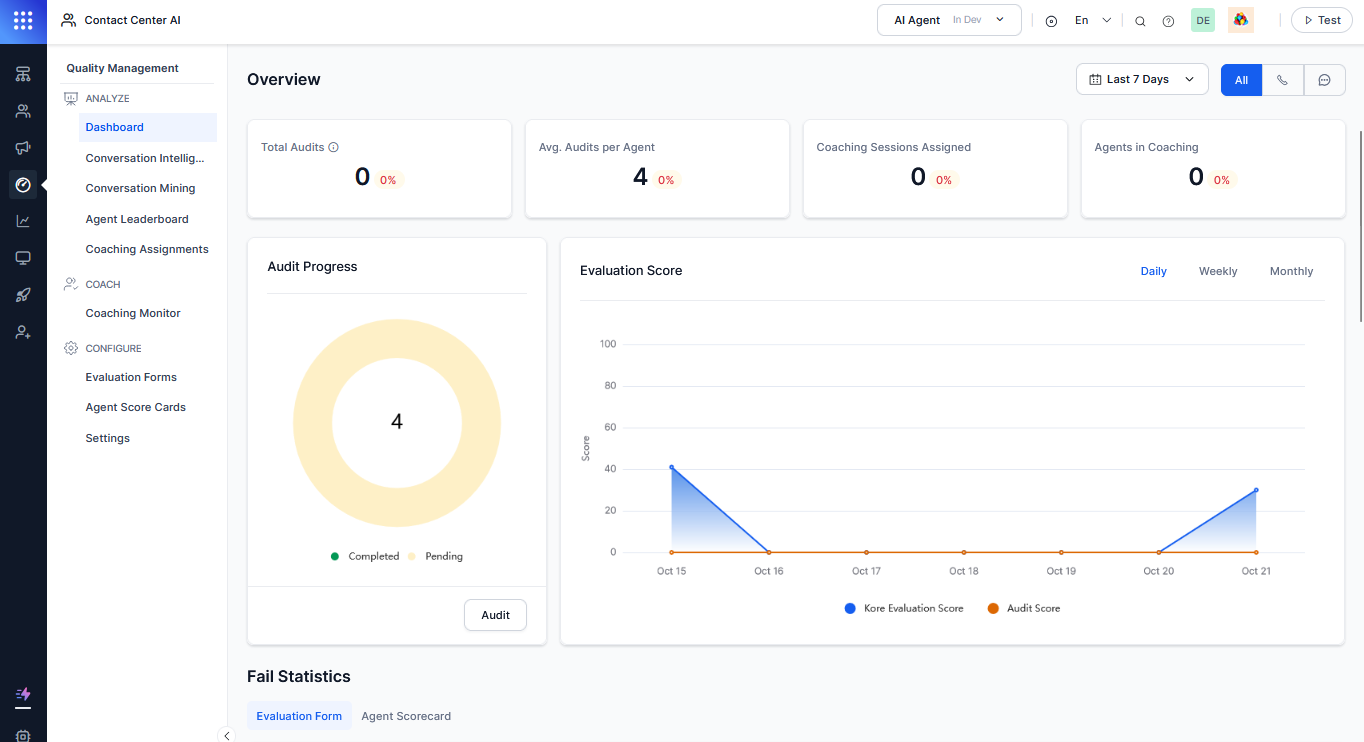 Contact Center AI
AI Agent In Dev
En
DE
Test
Quality Management
ANALYZE
Dashboard
Conversation Intellig...
Conversation Mining
Agent Leaderboard
Coaching Assignments
COACH
Coaching Monitor
CONFIGURE
Evaluation Forms
Agent Score Cards
Settings
Overview
Last 7 Days
All
Total Audits
0 0%
Avg. Audits per Agent
4 0%
Coaching Sessions Assigned
0 0%
Agents in Coaching
0 0%
Audit Progress
4
Completed Pending
Audit
Evaluation Score
Daily Weekly Monthly
Score
100
80
60
40
20
0
Oct 15 Oct 16 Oct 17 Oct 18 Oct 19 Oct 20 Oct 21
Kore Evaluation Score Audit Score
Fail Statistics
Evaluation Form Agent Scorecard